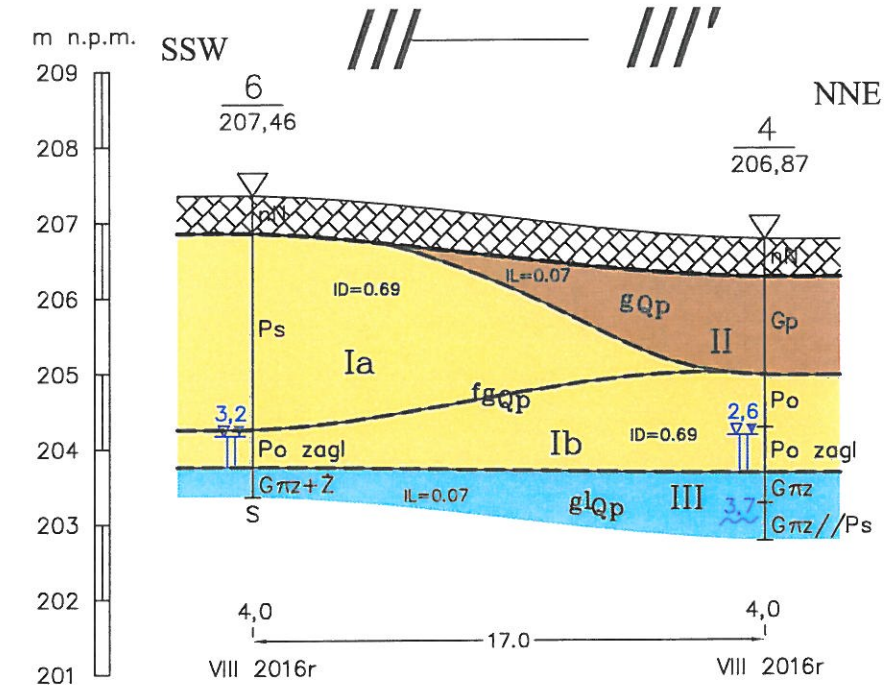 m n.p.m.
SSW
III
III'
NNE
209
208
207
206
205
204
203
202
201
6
207,46
4
206,87
nN
nN
IL=0.07
ID=0.69
gQp
Ps
II
Gp
Ia
fgQp
Po
3,2
2,6
Ib
ID=0.69
Po zagl
Po zagl
Gπz+Ż
IL=0.07
glQp
III
Gπz
3.7
Gπz//Ps
S
4,0
4,0
17.0
VIII 2016r
VIII 2016r